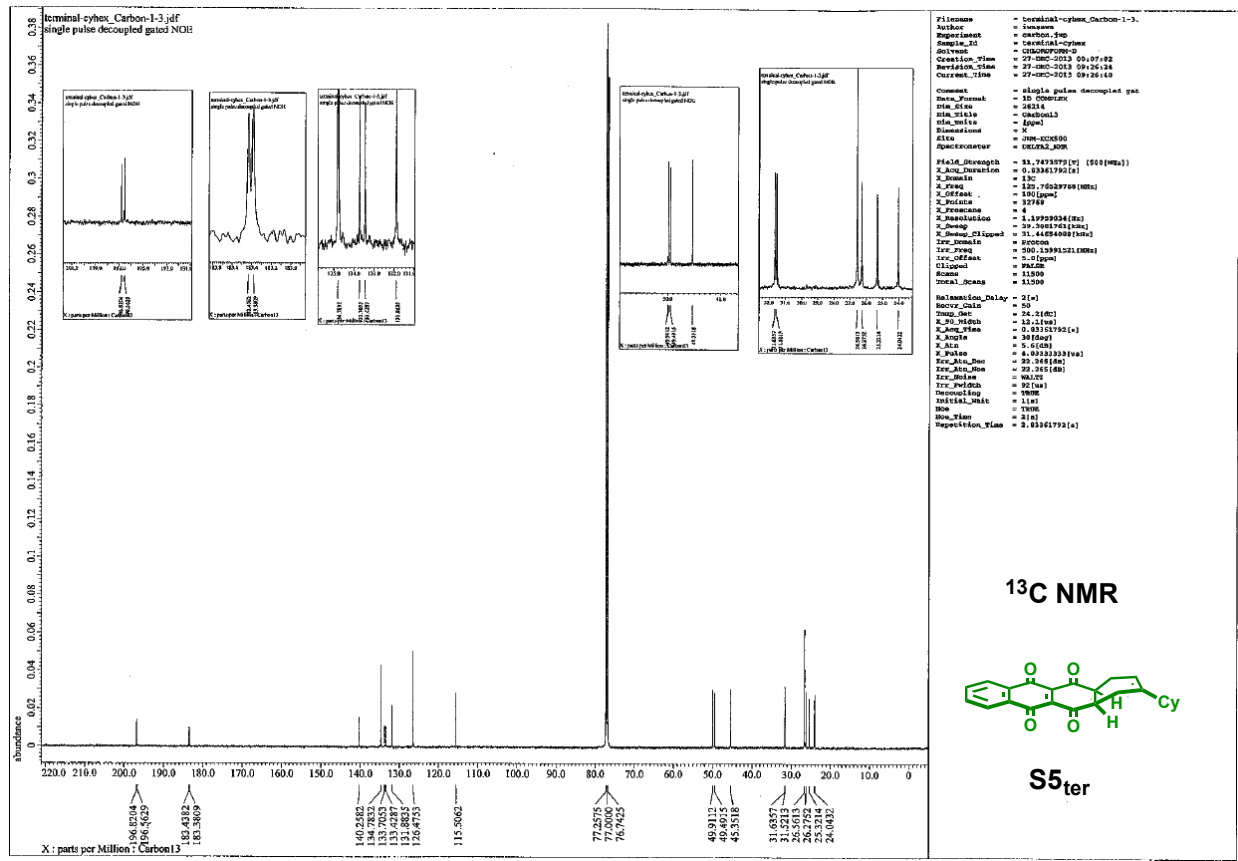 terminal-cyhex_Carbon-1-3.jdf
single pulse decoupled gated NOE
Filename = terminal-cyhex_Carbon-1-3.
Author = iwasawa
Experiment = carbon.jxp
Sample_Id = terminal-cyhex
Solvent = CHLOROFORM-D
Creation_Time = 27-DEC-2013 00:07:02
Revision_Time = 27-DEC-2013 09:26:24
Current_Time = 27-DEC-2013 09:26:40
Comment = single pulse decoupled gat
Data_Format = 1D COMPLEX
Dim_Size = 26214
Dim_Title = Carbon13
Dim_Units = [ppm]
Dimensions = X
Site = JNM-ECX500
Spectrometer = DELTA2_NMR
Field_Strength = 11.7473579[T] (500[MHz])
X_Acq_Duration = 0.83361792[s]
X_Domain = 13C
X_Freq = 125.76529768[MHz]
X_Offset = 100[ppm]
X_Points = 32768
X_Prescans = 4
X_Resolution = 1.19959034[Hz]
X_Sweep = 39.3081761[kHz]
X_Sweep_Clipped = 31.44654088[kHz]
Irr_Domain = Proton
Irr_Freq = 500.15991521[MHz]
Irr_Offset = 5.0[ppm]
Clipped = FALSE
Scans = 11500
Total_Scans = 11500
Relaxation_Delay = 2[s]
Recvr_Gain = 50
Temp_Get = 24.2[dC]
X_90_Width = 12.1[us]
X_Acq_Time = 0.83361792[s]
X_Angle = 30[deg]
X_Atn = 5.6[dB]
X_Pulse = 4.03333333[us]
Irr_Atn_Dec = 22.265[dB]
Irr_Atn_Noe = 22.265[dB]
Irr_Noise = WALTZ
Irr_Pwidth = 92[us]
Decoupling = TRUE
Initial_Wait = 1[s]
Noe = TRUE
Noe_Time = 2[s]
Repetition_Time = 2.83361792[s]
0.38
0.36
0.34
0.32
0.3
0.28
0.26
0.24
0.22
0.2
0.18
0.16
0.14
0.12
0.1
0.08
0.06
0.04
0.02
0
abundance
220.0 210.0 200.0 190.0 180.0 170.0 160.0 150.0 140.0 130.0 120.0 110.0 100.0 90.0 80.0 70.0 60.0 50.0 40.0 30.0 20.0 10.0 0
196.8204
196.5629
183.4382
183.3809
140.2582
134.7832
133.7053
133.4287
131.8835
126.4753
115.5062
77.2575
77.0000
76.7425
49.9112
49.4915
45.3518
31.6357
31.5213
26.5613
26.2752
25.3214
24.0432
X : parts per Million : Carbon13
13C NMR
O O
O O
H
H
Cy
S5ter